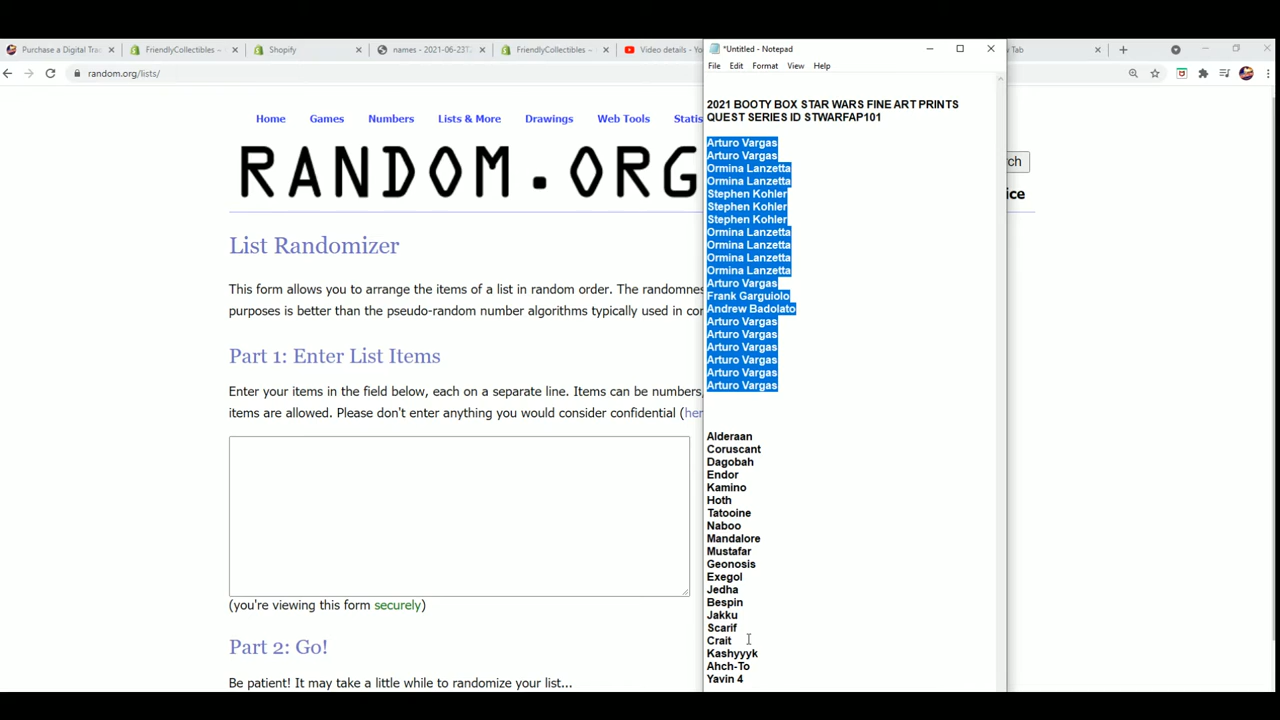 Purchase a Digital Tra
FriendlyCollectibles –
Shopify
names - 2021-06-23T
FriendlyCollectibles –
Video details - Yo
*Untitled - Notepad
Tab
random.org/lists/
File Edit Format View Help
Home Games Numbers Lists & More Drawings Web Tools Statis
RANDOM.ORG
List Randomizer
This form allows you to arrange the items of a list in random order. The randomnes
purposes is better than the pseudo-random number algorithms typically used in con
Part 1: Enter List Items
Enter your items in the field below, each on a separate line. Items can be numbers,
items are allowed. Please don't enter anything you would consider confidential (her
(you're viewing this form securely)
Part 2: Go!
Be patient! It may take a little while to randomize your list...
2021 BOOTY BOX STAR WARS FINE ART PRINTS
QUEST SERIES ID STWARFAP101
Arturo Vargas
Arturo Vargas
Ormina Lanzetta
Ormina Lanzetta
Stephen Kohler
Stephen Kohler
Stephen Kohler
Ormina Lanzetta
Ormina Lanzetta
Ormina Lanzetta
Ormina Lanzetta
Arturo Vargas
Frank Garguiolo
Andrew Badolato
Arturo Vargas
Arturo Vargas
Arturo Vargas
Arturo Vargas
Arturo Vargas
Arturo Vargas
Alderaan
Coruscant
Dagobah
Endor
Kamino
Hoth
Tatooine
Naboo
Mandalore
Mustafar
Geonosis
Exegol
Jedha
Bespin
Jakku
Scarif
Crait
Kashyyyk
Ahch-To
Yavin 4
rch
ice